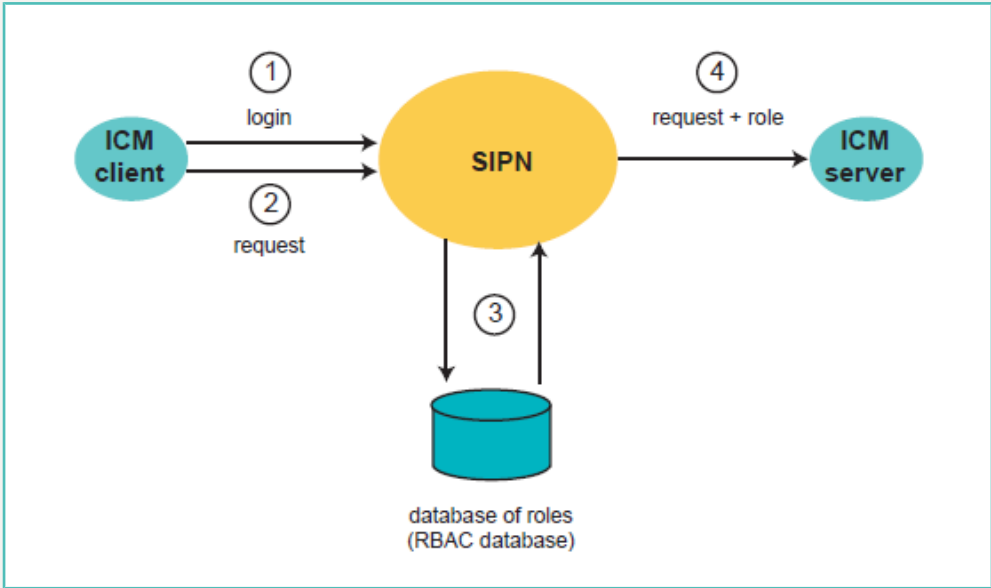 1
login
ICM
client
2
request
SIPN
3
4
request + role
ICM
server
database of roles
(RBAC database)